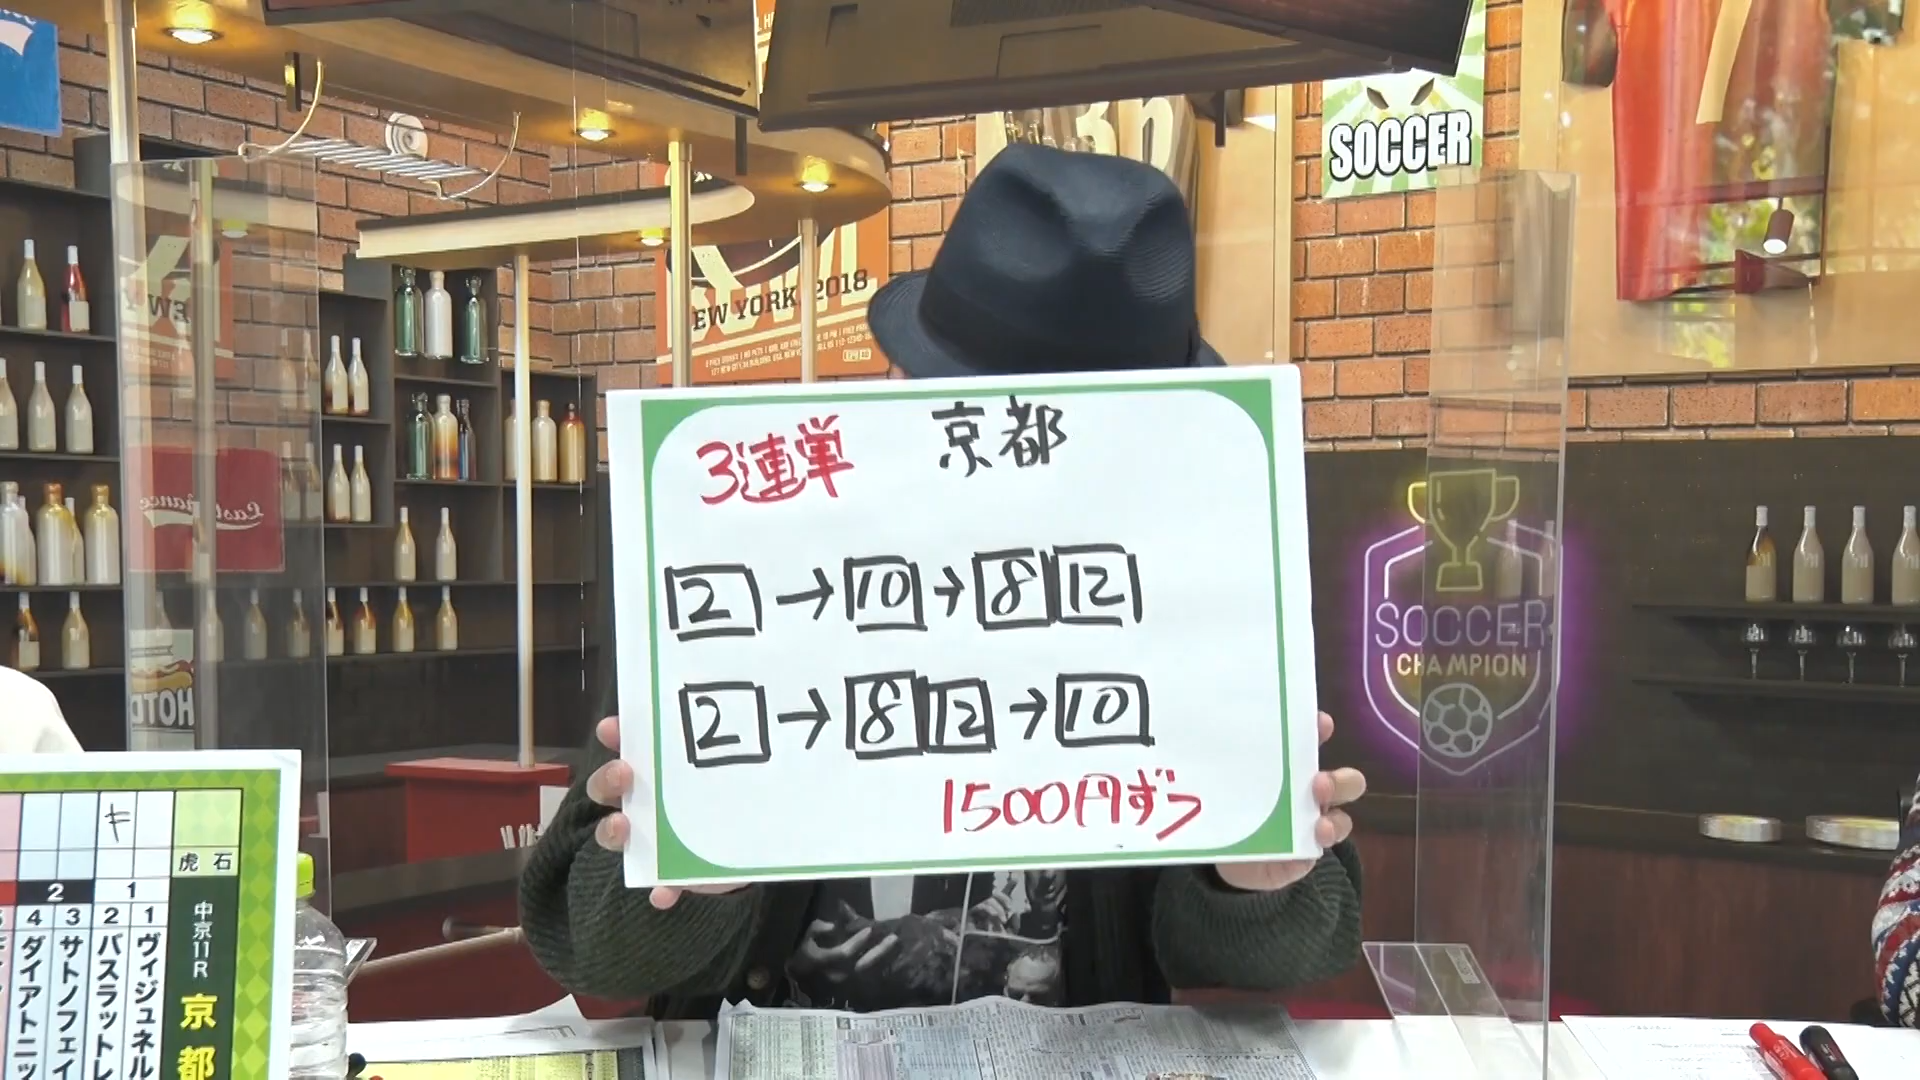 SOCCER
EW YORK, 2018
3連単 京都
2→10→8 12
2→8 12→10
1500円ずつ
SOCCER
CHAMPION
キ
虎 石
2 1
4 3 2 1
中京11R 京都
ヴィジュネル
バスラットレ
サトノフェイ
ダイアトニッ